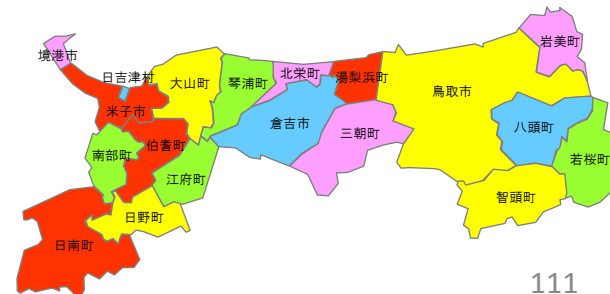 境港市
岩美町
日吉津村
大山町
琴浦町
北栄町
湯梨浜町
鳥取市
米子市
倉吉市
三朝町
八頭町
伯耆町
南部町
若桜町
江府町
智頭町
日野町
日南町
111